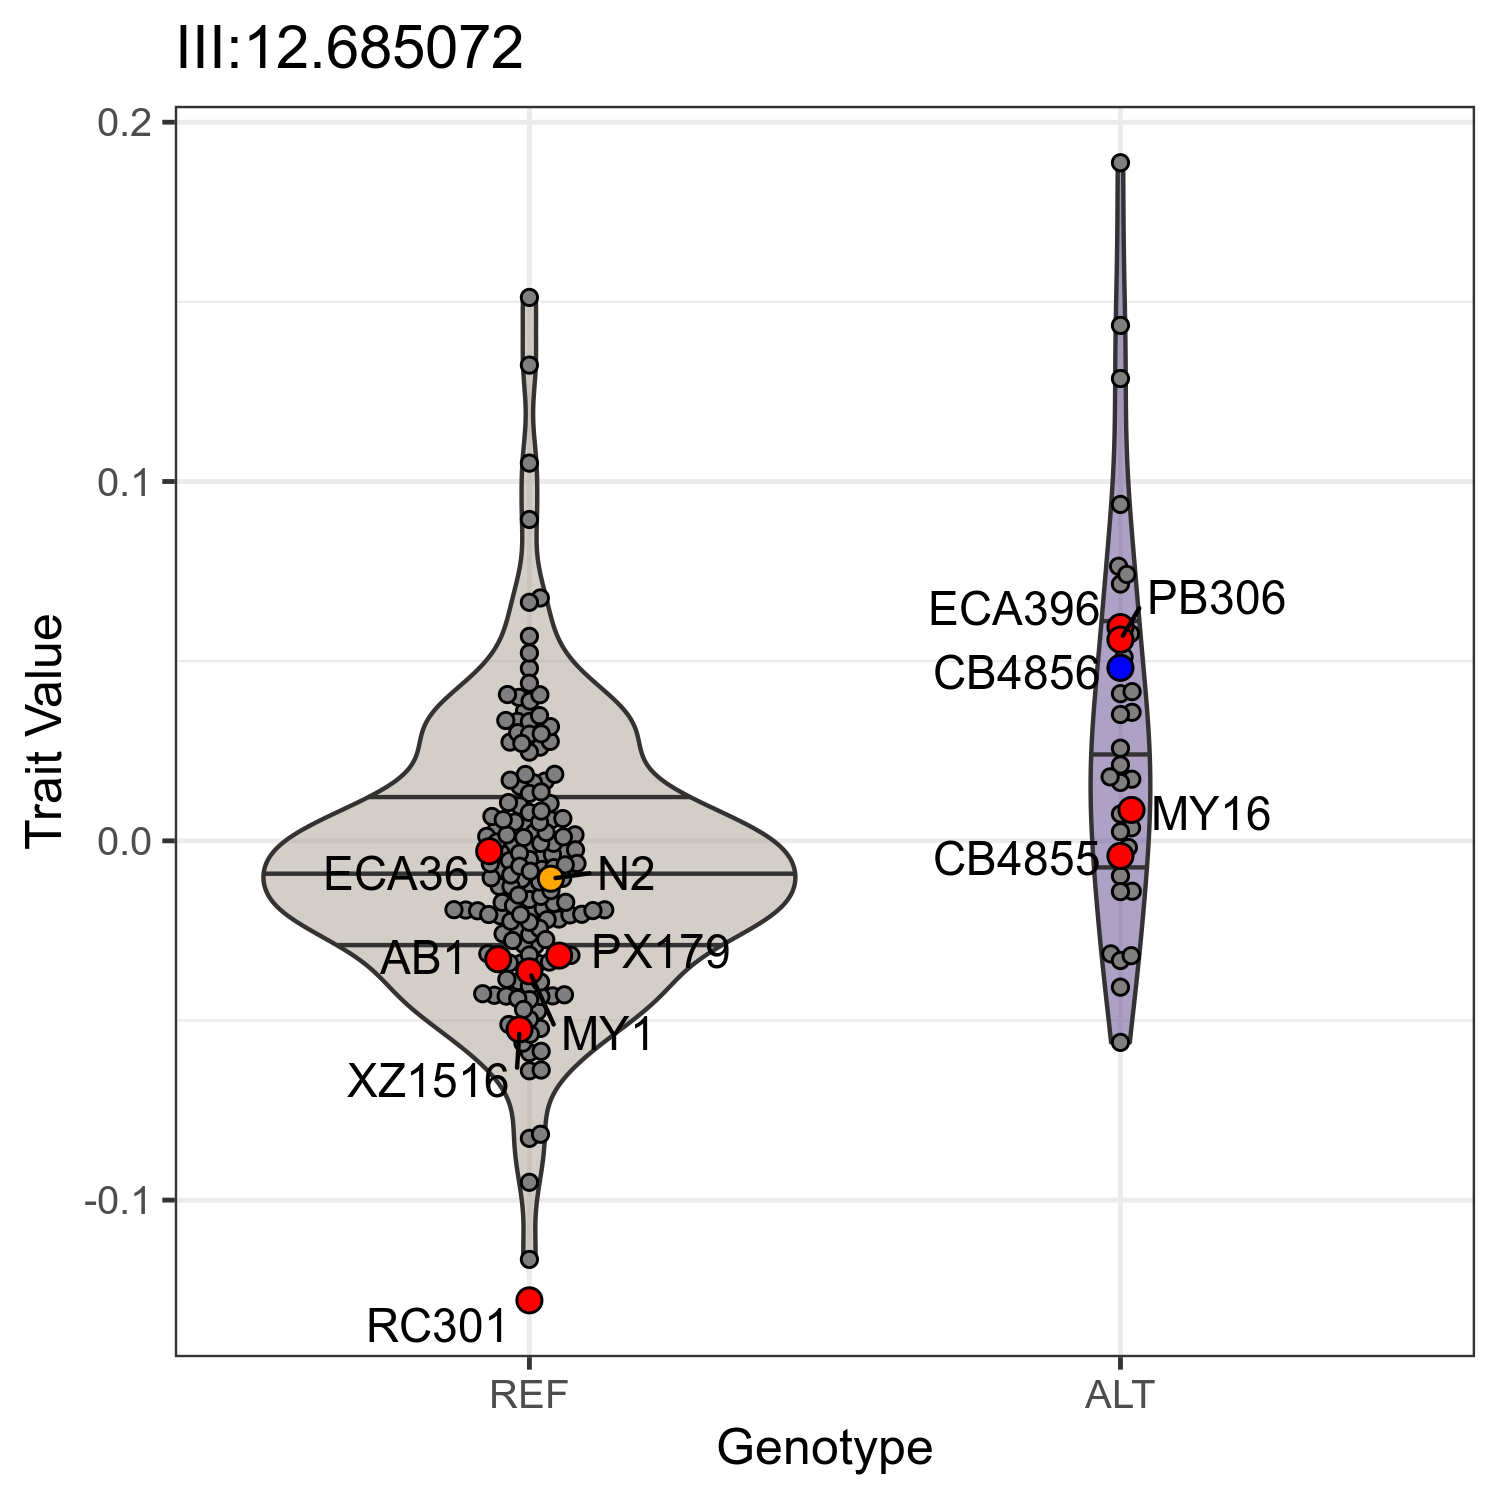 III:12.685072
0.2
0.1
0.0
-0.1
Trait Value
ECA396
PB306
CB4856
MY16
CB4855
ECA36
N2
AB1
PX179
MY1
XZ1516
RC301
REF
ALT
Genotype